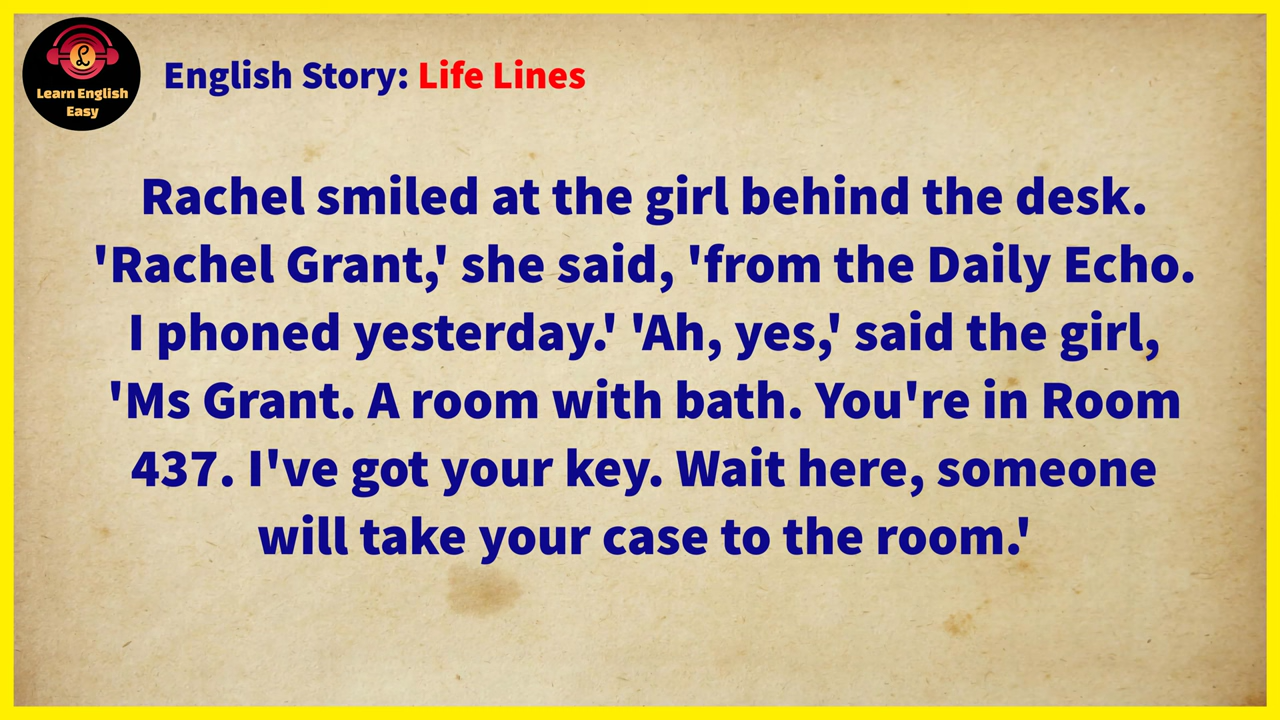 Learn English
Easy
English Story: Life Lines
Rachel smiled at the girl behind the desk.
'Rachel Grant,' she said, 'from the Daily Echo.
I phoned yesterday.' 'Ah, yes,' said the girl,
'Ms Grant. A room with bath. You're in Room
437. I've got your key. Wait here, someone
will take your case to the room.'